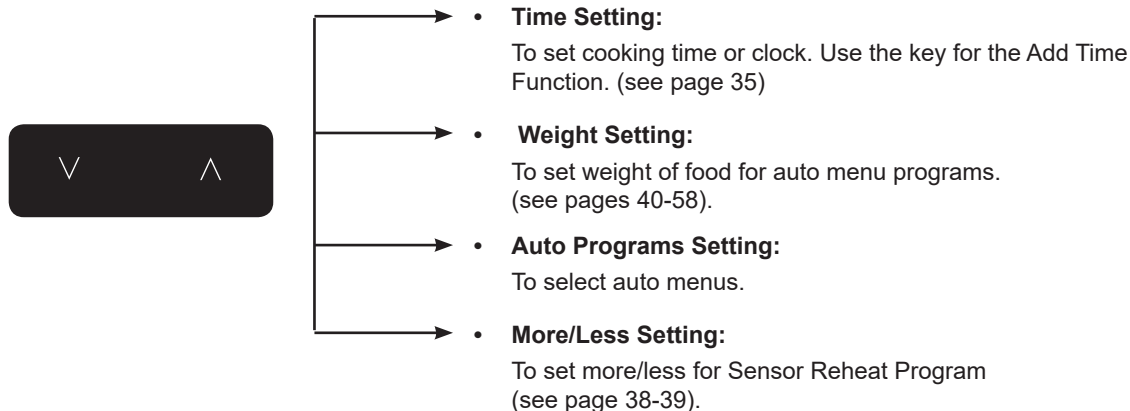 • Time Setting:
To set cooking time or clock. Use the key for the Add Time
Function. (see page 35)
• Weight Setting:
To set weight of food for auto menu programs.
(see pages 40-58).
• Auto Programs Setting:
To select auto menus.
• More/Less Setting:
To set more/less for Sensor Reheat Program
(see page 38-39).